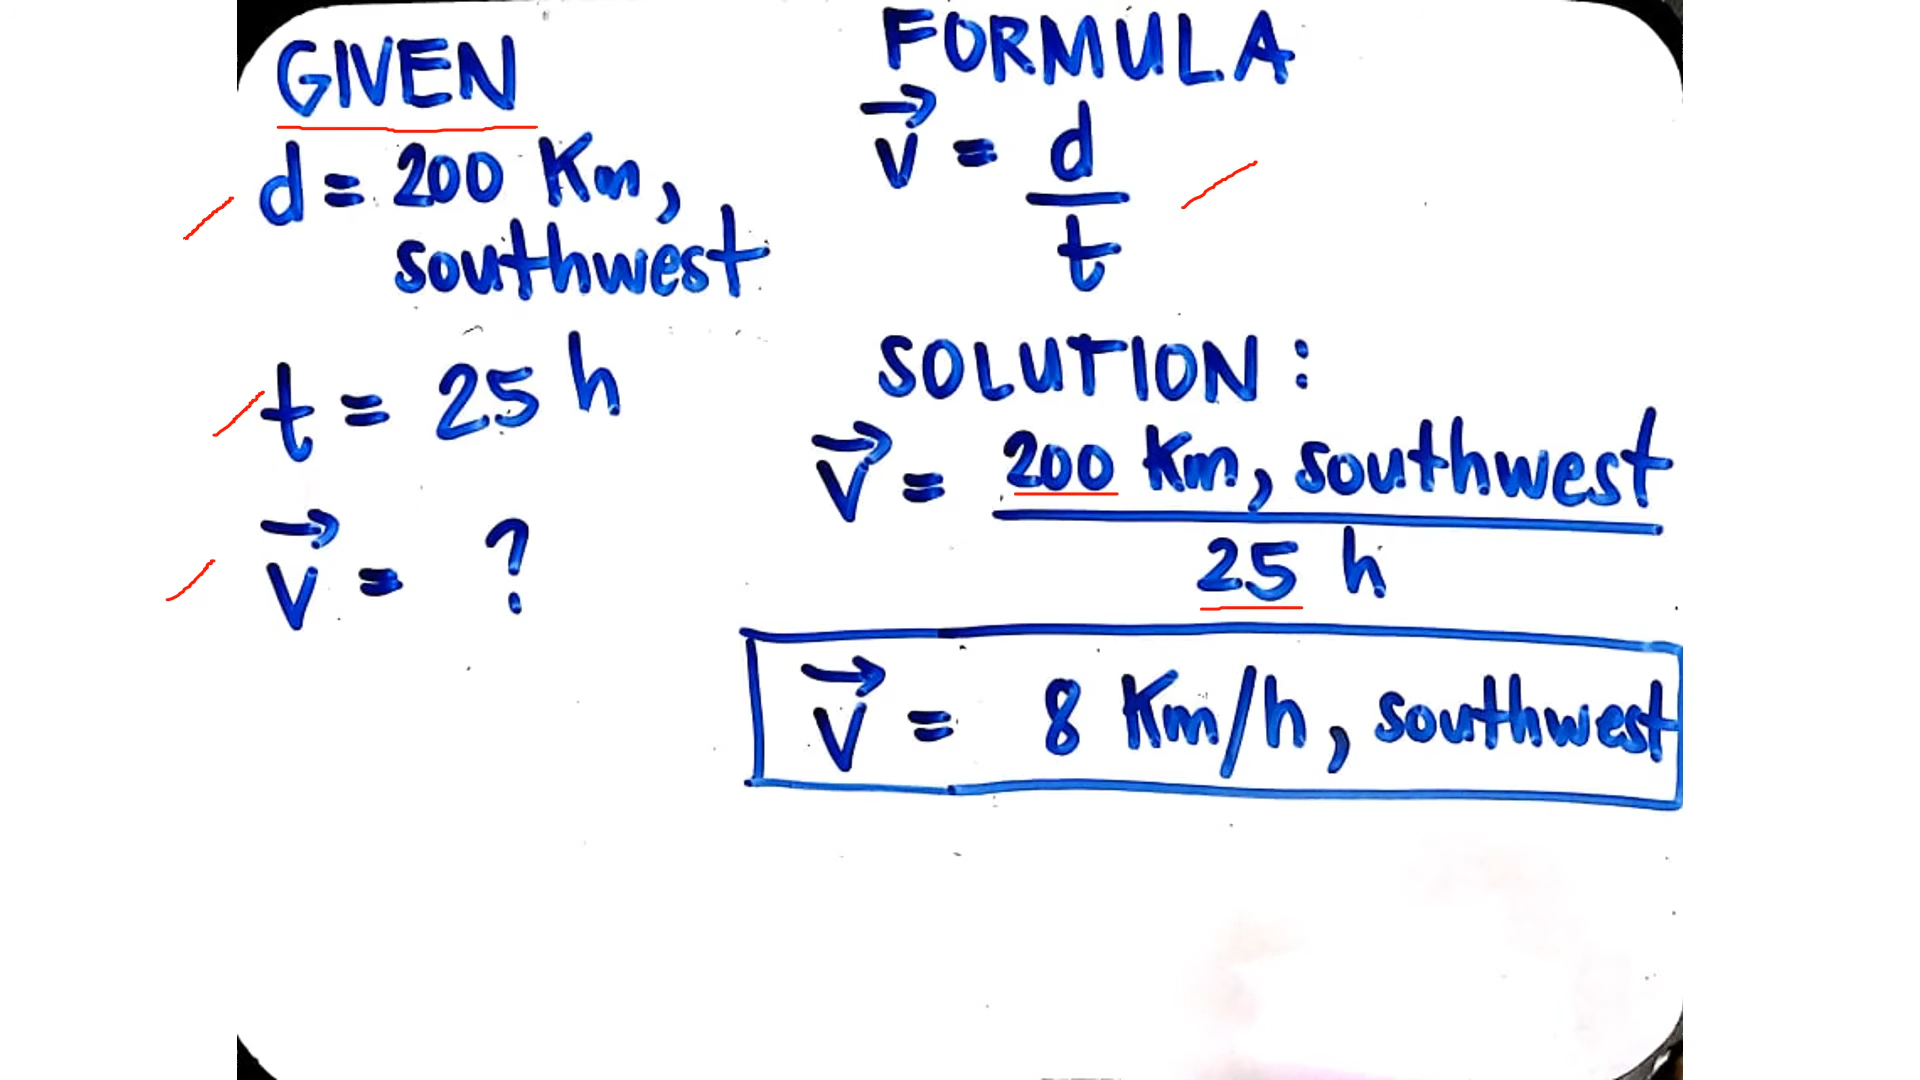 GIVEN
d = 200 Km,
southwest
t = 25 h
v⃗ = ?
FORMULA
v⃗ = d
t
SOLUTION:
v⃗ = 200 Km, southwest
25 h
v⃗ = 8 Km/h, southwest